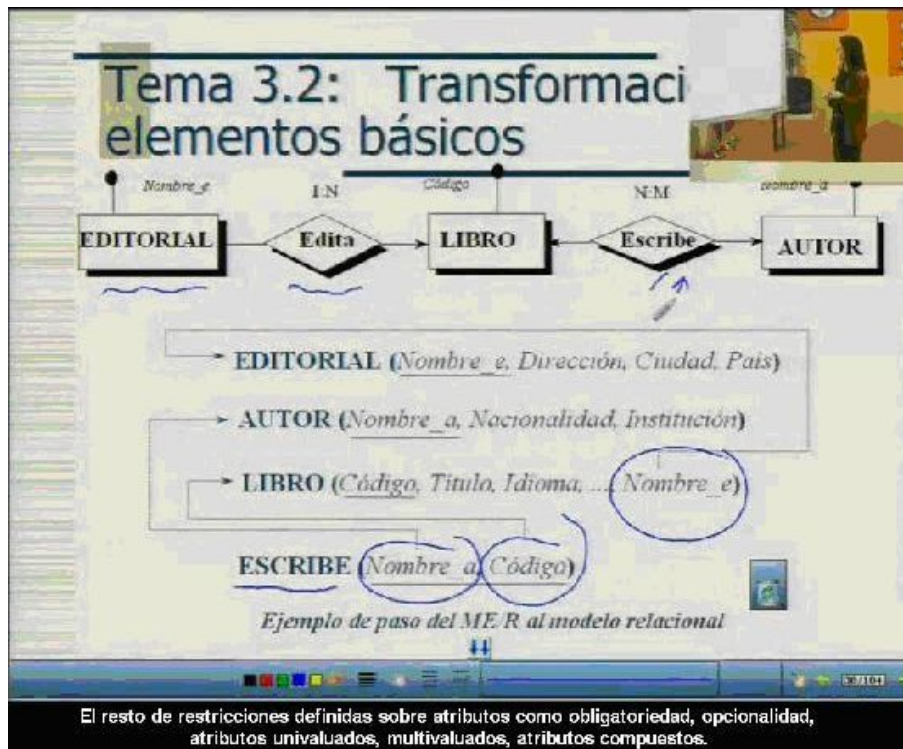 Tema 3.2: Transformaci
elementos básicos
Nombre_e
1:N
Código
N:M
Nombre_a
EDITORIAL
Edita
LIBRO
Escribe
AUTOR
EDITORIAL (Nombre_e, Dirección, Ciudad, País)
AUTOR (Nombre_a, Nacionalidad, Institución)
LIBRO (Código, Título, Idioma, ..., Nombre_e)
ESCRIBE (Nombre_a, Código)
Ejemplo de paso del ME/R al modelo relacional
36/104
El resto de restricciones definidas sobre atributos como obligatoriedad, opcionalidad,
atributos univaluados, multivaluados, atributos compuestos.